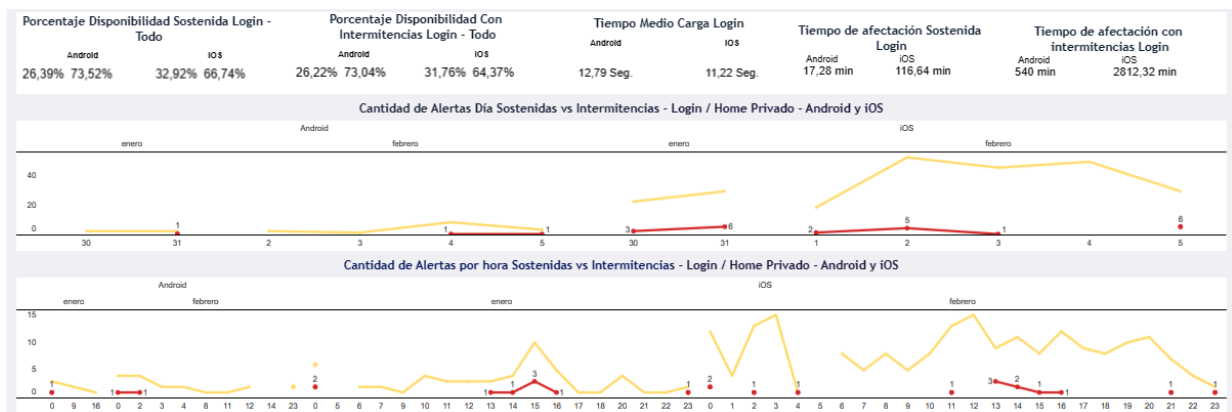 Porcentaje Disponibilidad Sostenida Login -
Todo
Android IOS
26,39% 73,52% 32,92% 66,74%
Porcentaje Disponibilidad Con
Intermitencias Login - Todo
Android IOS
26,22% 73,04% 31,76% 64,37%
Tiempo Medio Carga Login
Android IOS
12,79 Seg. 11,22 Seg.
Tiempo de afectación Sostenida
Login
Android iOS
17,28 min 116,64 min
Tiempo de afectación con
intermitencias Login
Android iOS
540 min 2812,32 min
Cantidad de Alertas Día Sostenidas vs Intermitencias - Login / Home Privado - Android y iOS
Android iOS
enero febrero enero febrero
40
20
0
1 1 1 3 6 2 5 1 6
30 31 2 3 4 5 30 31 1 2 3 4 5
Cantidad de Alertas por hora Sostenidas vs Intermitencias - Login / Home Privado - Android y iOS
Android iOS
enero febrero enero febrero
15
10
5
0
1 1 1 2 1 1 3 1 1 2 1 1 1 3 2 1 1 1 1
0 9 16 0 2 3 4 8 11 12 14 23 0 5 6 7 9 10 11 12 13 14 15 16 17 18 20 21 22 23 0 1 2 3 4 5 6 7 8 9 10 11 12 13 14 15 16 17 18 19 20 21 22 23